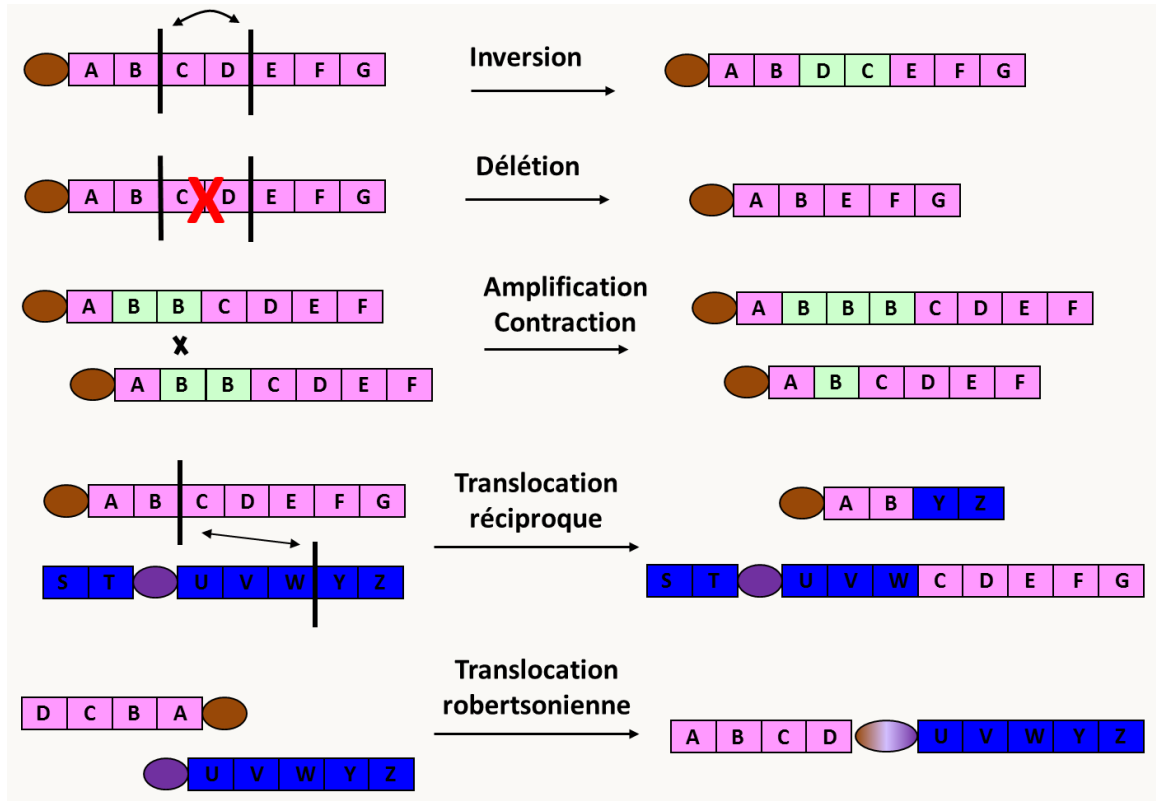 A B C D E F G
Inversion
A B D C E F G
A B C D E F G
X
Délétion
A B E F G
A B B C D E F
x
A B B C D E F
Amplification
Contraction
A B B B C D E F
A B C D E F
A B C D E F G
S T U V W Y Z
Translocation
réciproque
A B Y Z
S T U V W C D E F G
D C B A
U V W Y Z
Translocation
robertsonienne
A B C D U V W Y Z